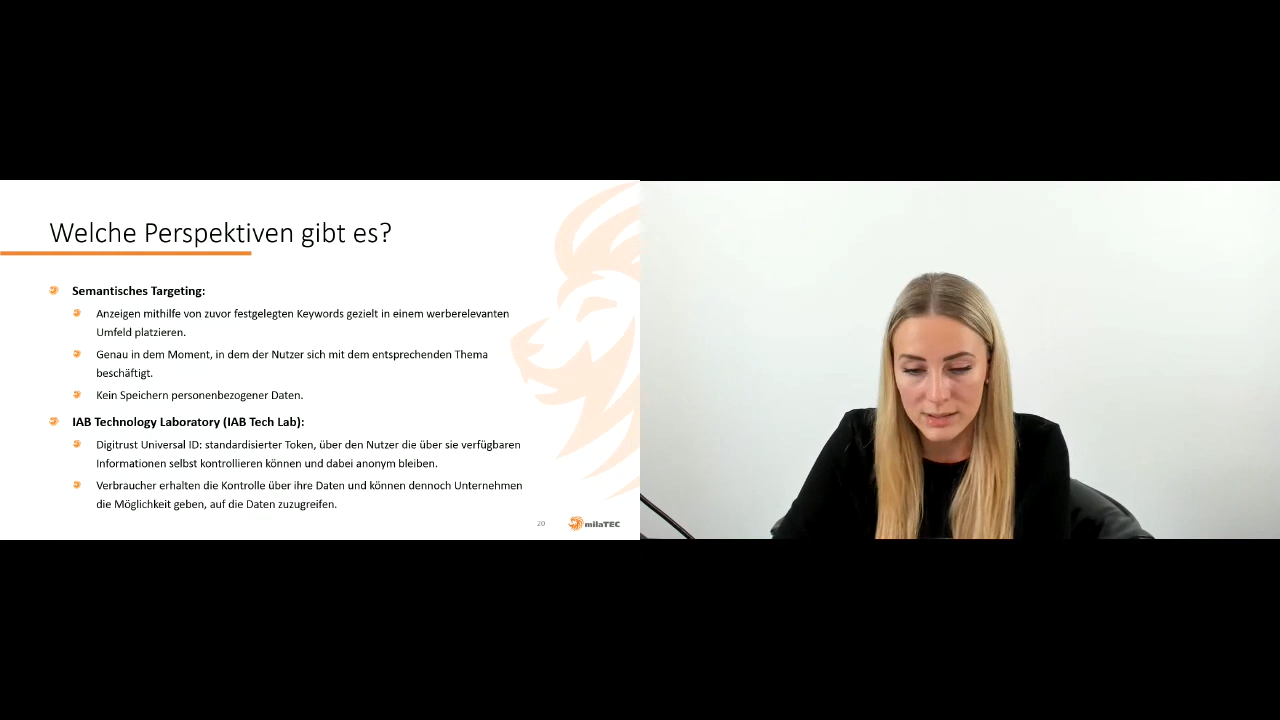 Welche Perspektiven gibt es?
Semantisches Targeting:
Anzeigen mithilfe von zuvor festgelegten Keywords gezielt in einem werberelevanten
Umfeld platzieren.
Genau in dem Moment, in dem der Nutzer sich mit dem entsprechenden Thema
beschäftigt.
Kein Speichern personenbezogener Daten.
IAB Technology Laboratory (IAB Tech Lab):
Digitrust Universal ID: standardisierter Token, über den Nutzer die über sie verfügbaren
Informationen selbst kontrollieren können und dabei anonym bleiben.
Verbraucher erhalten die Kontrolle über ihre Daten und können dennoch Unternehmen
die Möglichkeit geben, auf die Daten zuzugreifen.
20
milaTEC